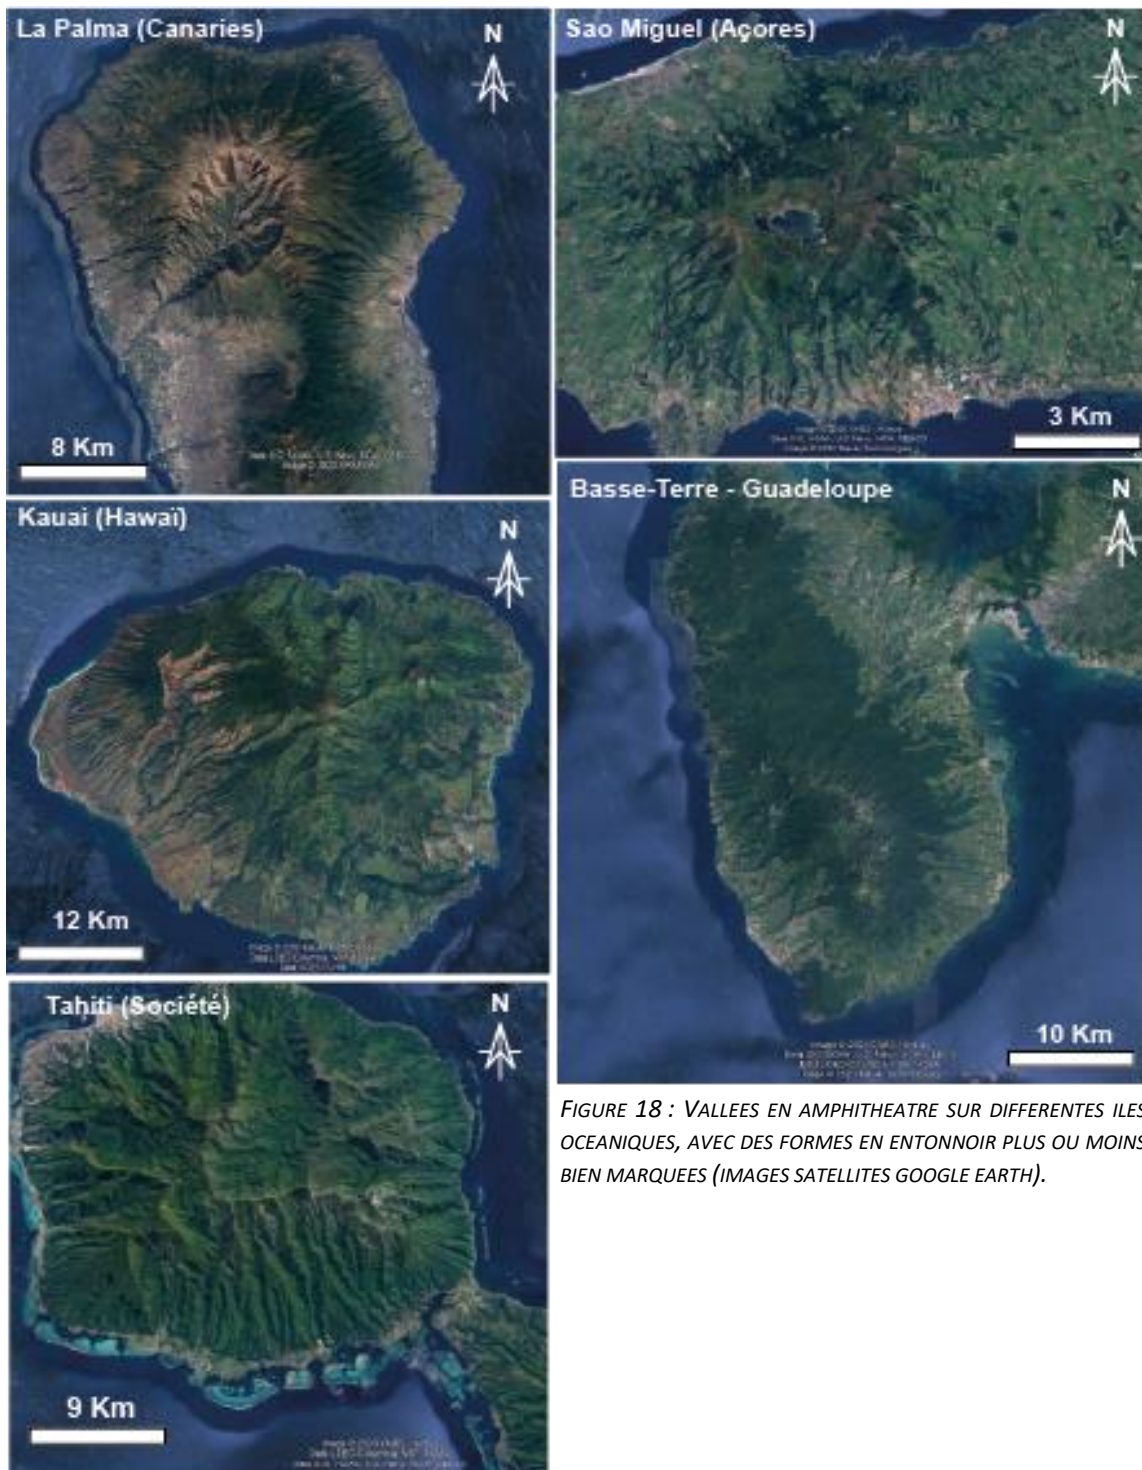 La Palma (Canaries)
N
8 Km
Sao Miguel (Açores)
N
3 Km
Kauai (Hawaï)
N
12 Km
Basse-Terre - Guadeloupe
N
10 Km
Tahiti (Société)
N
9 Km
FIGURE 18 : VALLEES EN AMPHITHEATRE SUR DIFFERENTES ILES
OCEANIQUES, AVEC DES FORMES EN ENTONNOIR PLUS OU MOINS
BIEN MARQUEES (IMAGES SATELLITES GOOGLE EARTH).